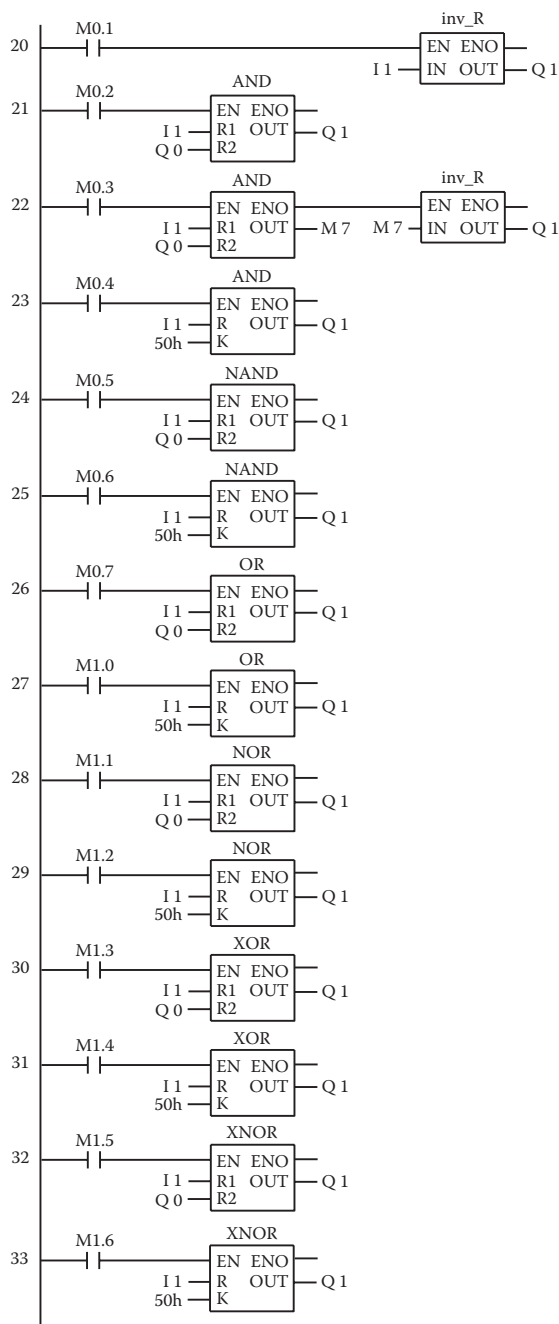 inv_R
20 M0.1 EN ENO
I 1 IN OUT Q 1
AND
21 M0.2 EN ENO
I 1 R1 OUT Q 1
Q 0 R2
AND inv_R
22 M0.3 EN ENO EN ENO
I 1 R1 OUT M 7 M 7 IN OUT Q 1
Q 0 R2
AND
23 M0.4 EN ENO
I 1 R OUT Q 1
50h K
NAND
24 M0.5 EN ENO
I 1 R1 OUT Q 1
Q 0 R2
NAND
25 M0.6 EN ENO
I 1 R OUT Q 1
50h K
OR
26 M0.7 EN ENO
I 1 R1 OUT Q 1
Q 0 R2
OR
27 M1.0 EN ENO
I 1 R OUT Q 1
50h K
NOR
28 M1.1 EN ENO
I 1 R1 OUT Q 1
Q 0 R2
NOR
29 M1.2 EN ENO
I 1 R OUT Q 1
50h K
XOR
30 M1.3 EN ENO
I 1 R1 OUT Q 1
Q 0 R2
XOR
31 M1.4 EN ENO
I 1 R OUT Q 1
50h K
XNOR
32 M1.5 EN ENO
I 1 R1 OUT Q 1
Q 0 R2
XNOR
33 M1.6 EN ENO
I 1 R OUT Q 1
50h K